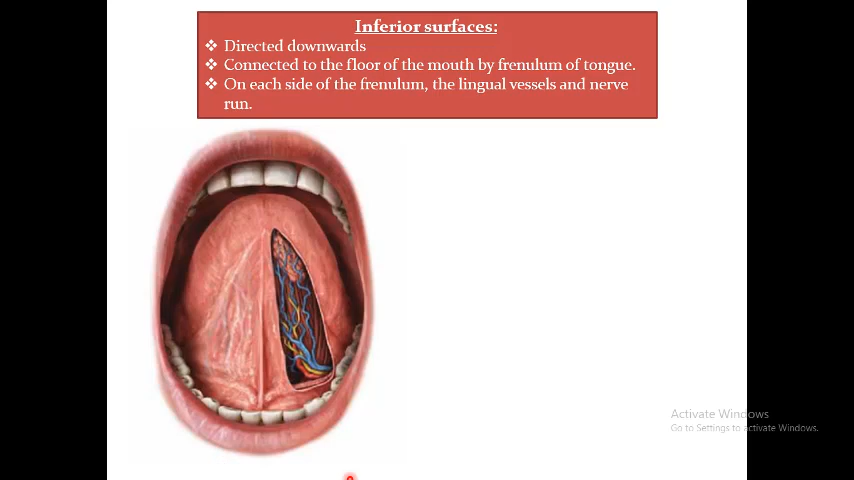 Inferior surfaces:
❖ Directed downwards
❖ Connected to the floor of the mouth by frenulum of tongue.
❖ On each side of the frenulum, the lingual vessels and nerve
run.
Activate Windows
Go to Settings to activate Windows.